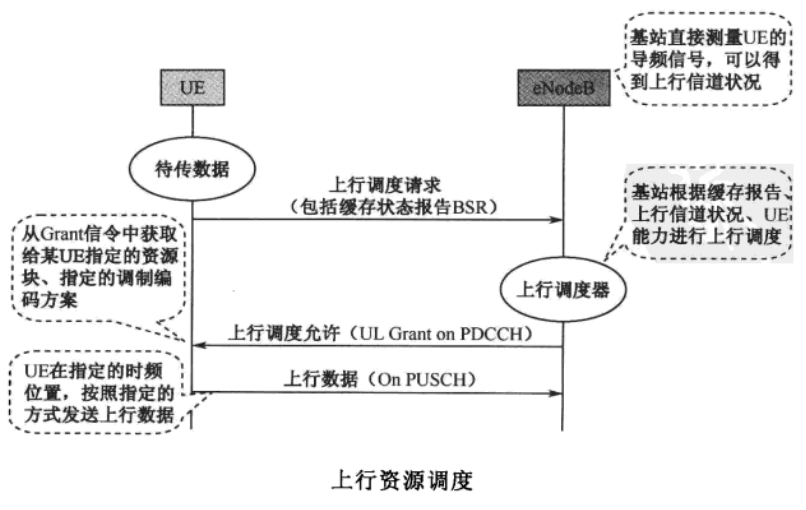 基站直接测量UE的
导频信号，可以得
到上行信道状况
UE
eNodeB
待传数据
上行调度请求
（包括缓存状态报告BSR）
基站根据缓存报告、
上行信道状况、UE
能力进行上行调度
从Grant信令中获取
给某UE指定的资源
块、指定的调制编
码方案
上行调度器
上行调度允许（UL Grant on PDCCH）
UE在指定的时频
位置，按照指定的
方式发送上行数据
上行数据（On PUSCH）
上行资源调度